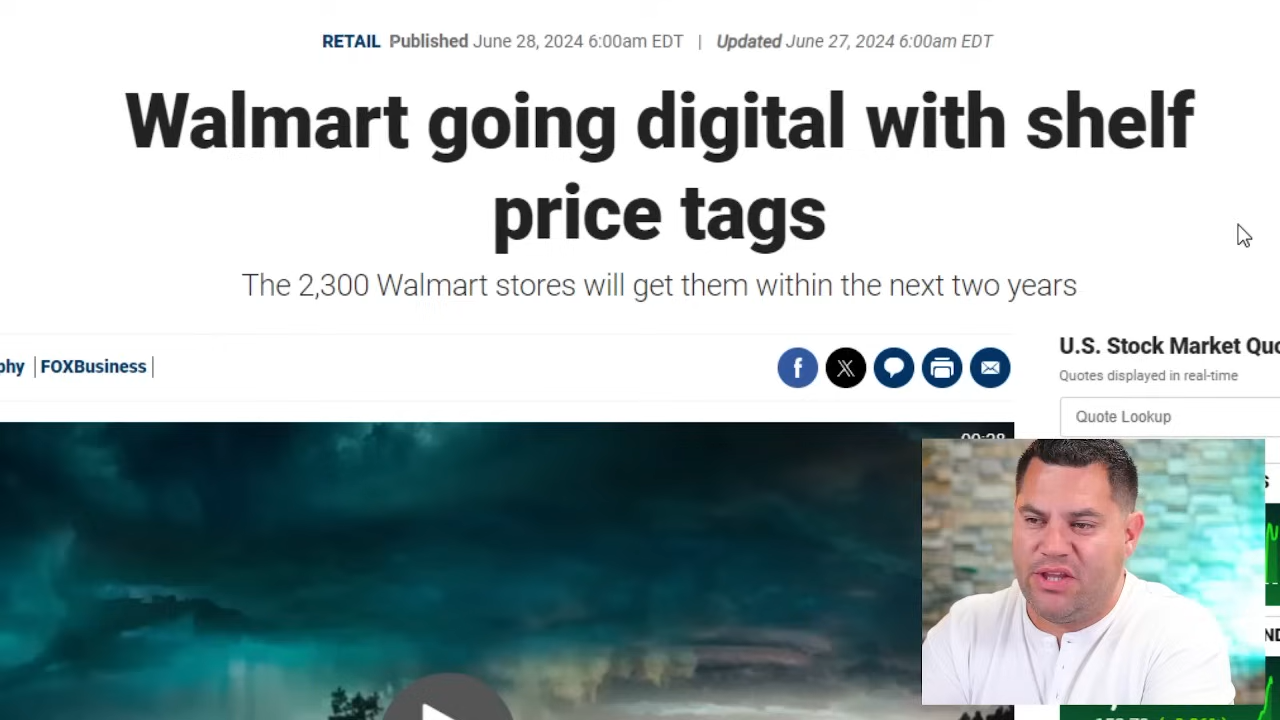 RETAIL Published June 28, 2024 6:00am EDT | Updated June 27, 2024 6:00am EDT
Walmart going digital with shelf
price tags
The 2,300 Walmart stores will get them within the next two years
phy | FOXBusiness |
U.S. Stock Market Quo
Quotes displayed in real-time
Quote Lookup
S
ND